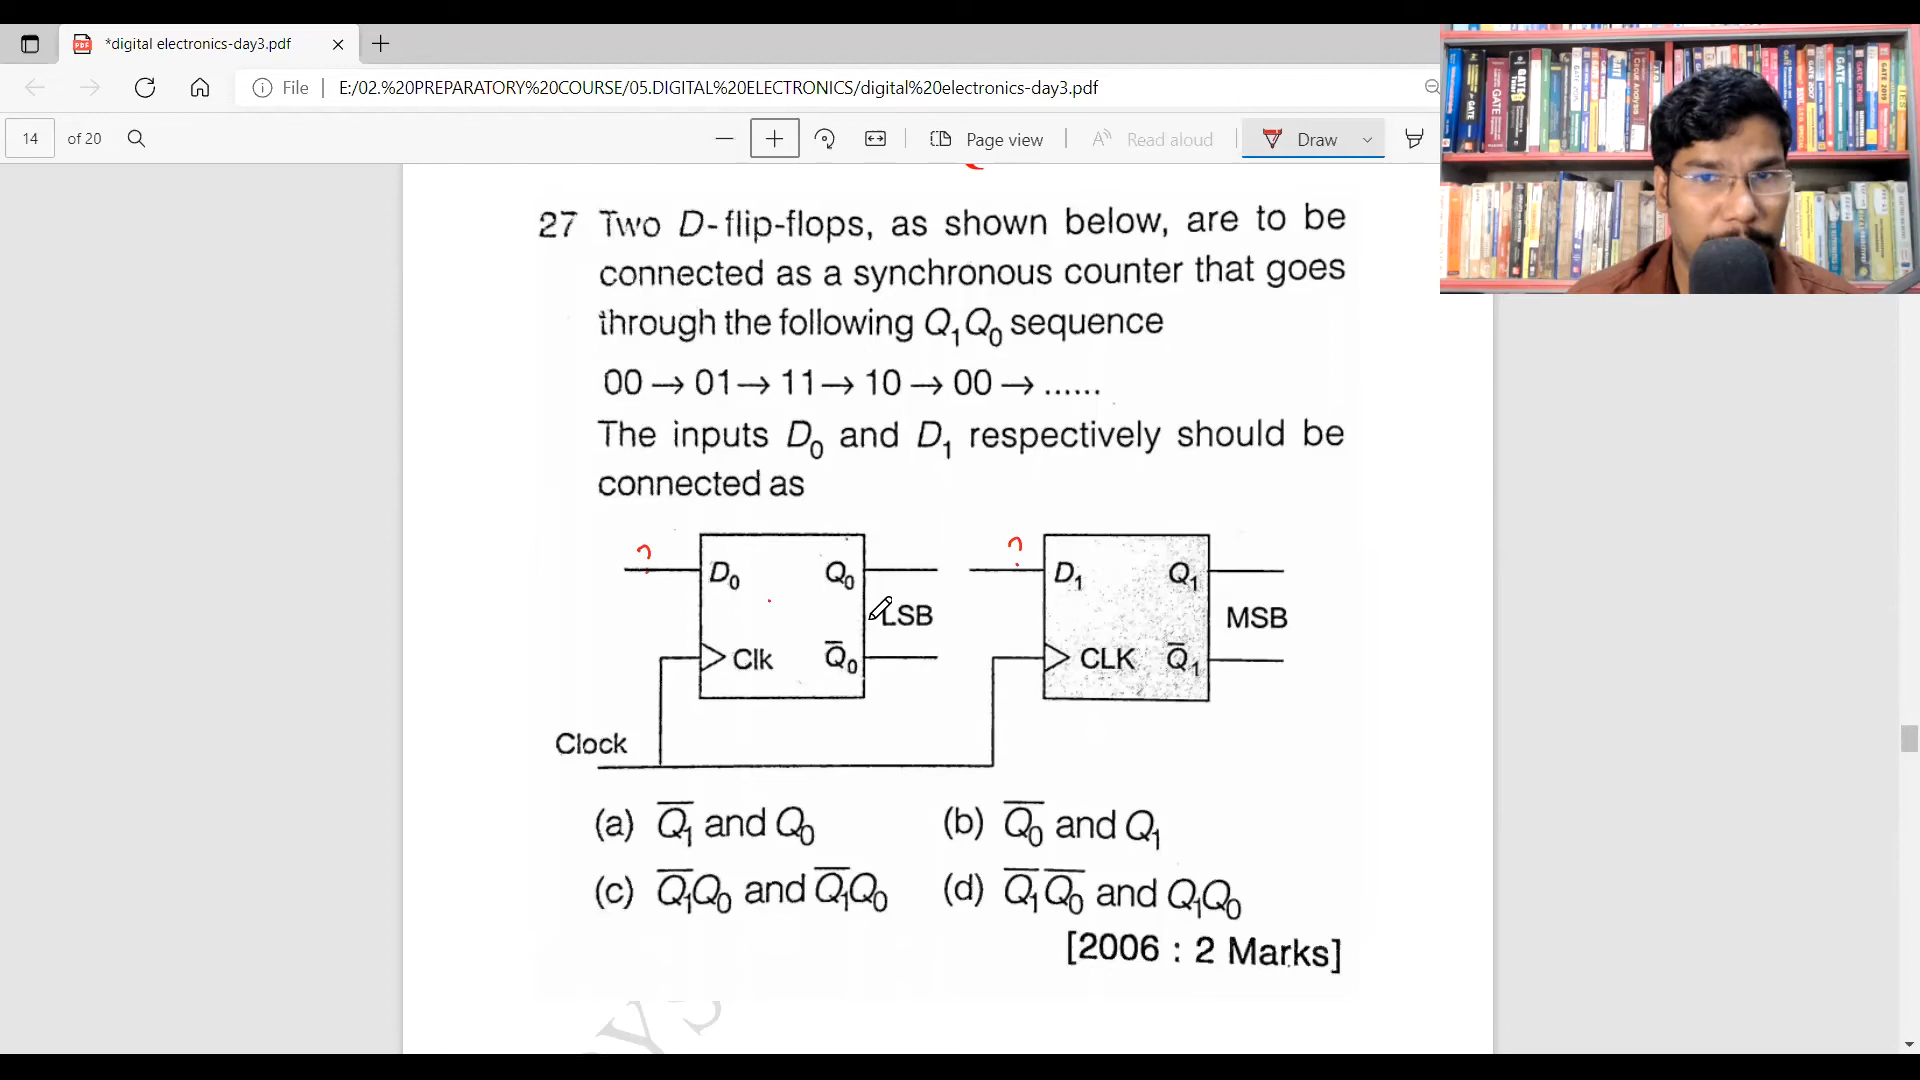 *digital electronics-day3.pdf
File E:/02.%20PREPARATORY%20COURSE/05.DIGITAL%20ELECTRONICS/digital%20electronics-day3.pdf
14 of 20 Page view Read aloud Draw
27 Two D-flip-flops, as shown below, are to be
connected as a synchronous counter that goes
through the following Q₁Q₀ sequence
00 → 01 → 11 → 10 → 00 → ......
The inputs D₀ and D₁ respectively should be
connected as
? ?
D₀ Q₀ D₁ Q₁
LSB MSB
Clk Q̅₀ CLK Q̅₁
Clock
(a) Q̅₁ and Q₀ (b) Q̅₀ and Q₁
(c) Q̅₁Q₀ and Q̅₁Q₀ (d) Q̅₁Q̅₀ and Q₁Q₀
[2006 : 2 Marks]